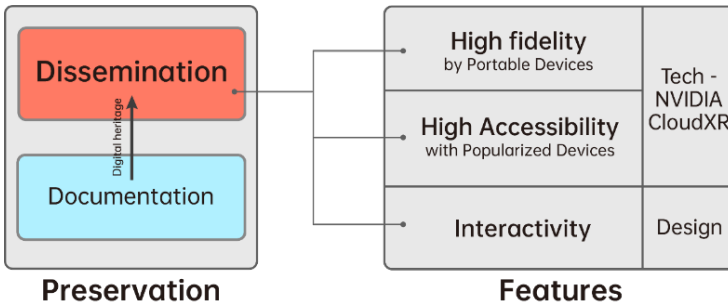 Dissemination
Digital heritage
Documentation
Preservation
High fidelity
by Portable Devices
High Accessibility
with Popularized Devices
Interactivity
Tech -
NVIDIA
CloudXR
Design
Features